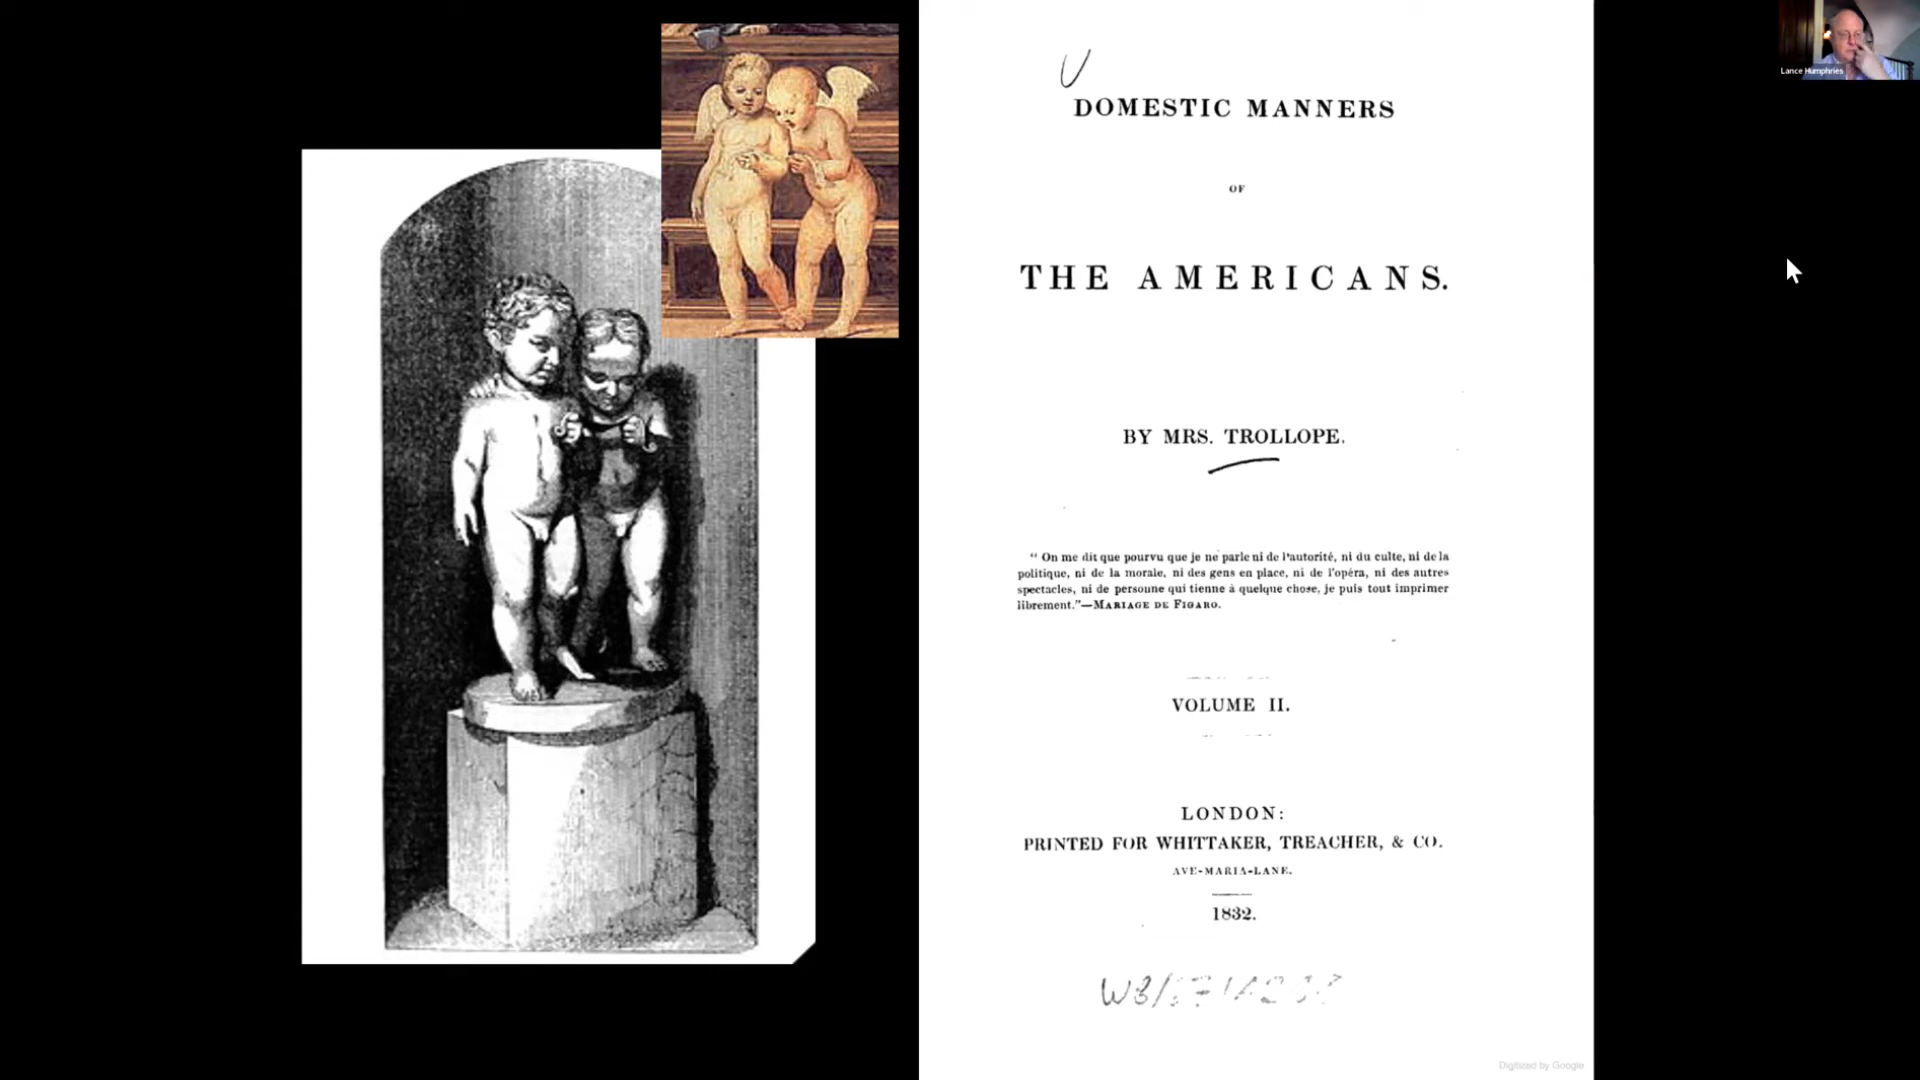 DOMESTIC MANNERS
OF
THE AMERICANS.
BY MRS. TROLLOPE.
“ On me dit que pourvu que je ne parle ni de l'autorité, ni du culte, ni de la
politique, ni de la morale, ni des gens en place, ni de l'opéra, ni des autres
spectacles, ni de persoune qui tienne à quelque chose, je puis tout imprimer
librement.”—MARIAGE DE FIGARO.
VOLUME II.
LONDON:
PRINTED FOR WHITTAKER, TREACHER, & CO.
AVE-MARIA-LANE.
1832.
Digitized by Google
Lance Humphries